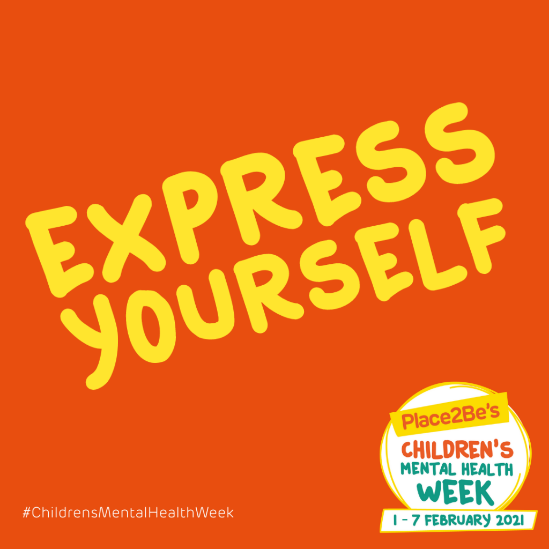 EXPRESS
YOURSELF
Place2Be's
CHILDREN'S
MENTAL HEALTH
WEEK
1 - 7 FEBRUARY 2021
#ChildrensMentalHealthWeek